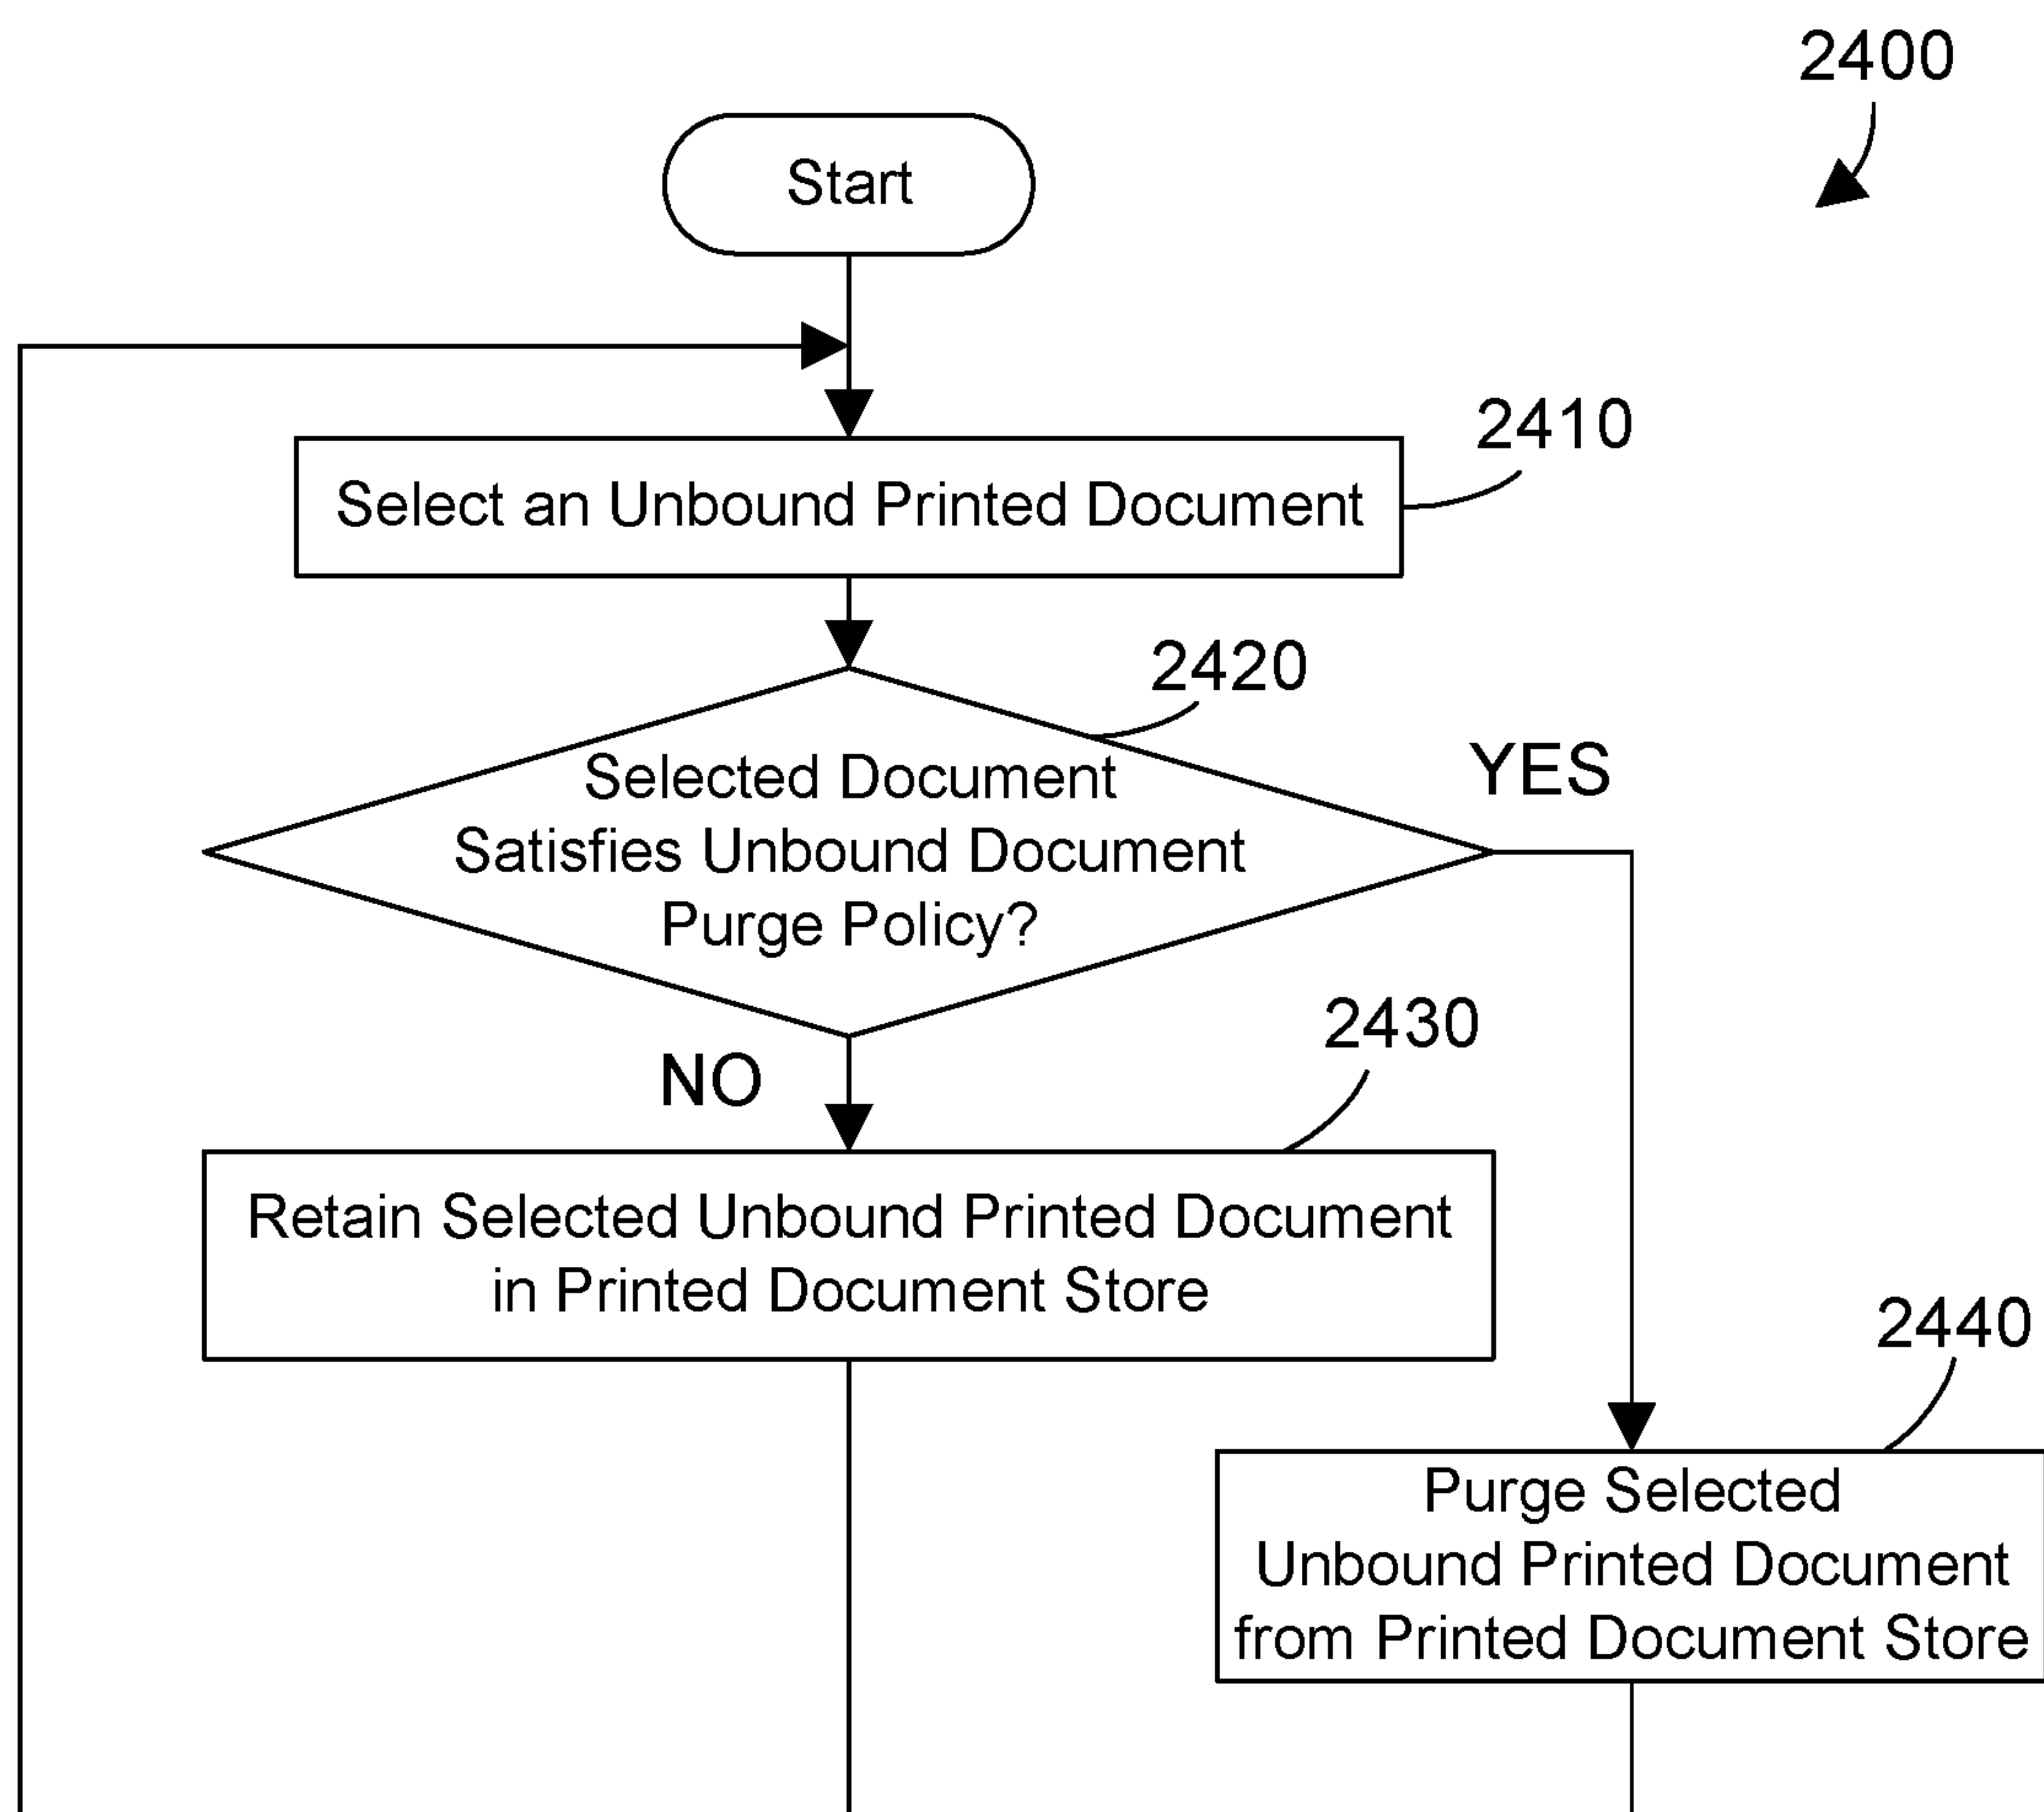 2400
Start
2410
Select an Unbound Printed Document
2420
YES
Selected Document
Satisfies Unbound Document
Purge Policy?
2430
NO
Retain Selected Unbound Printed Document
in Printed Document Store
2440
Purge Selected
Unbound Printed Document
from Printed Document Store